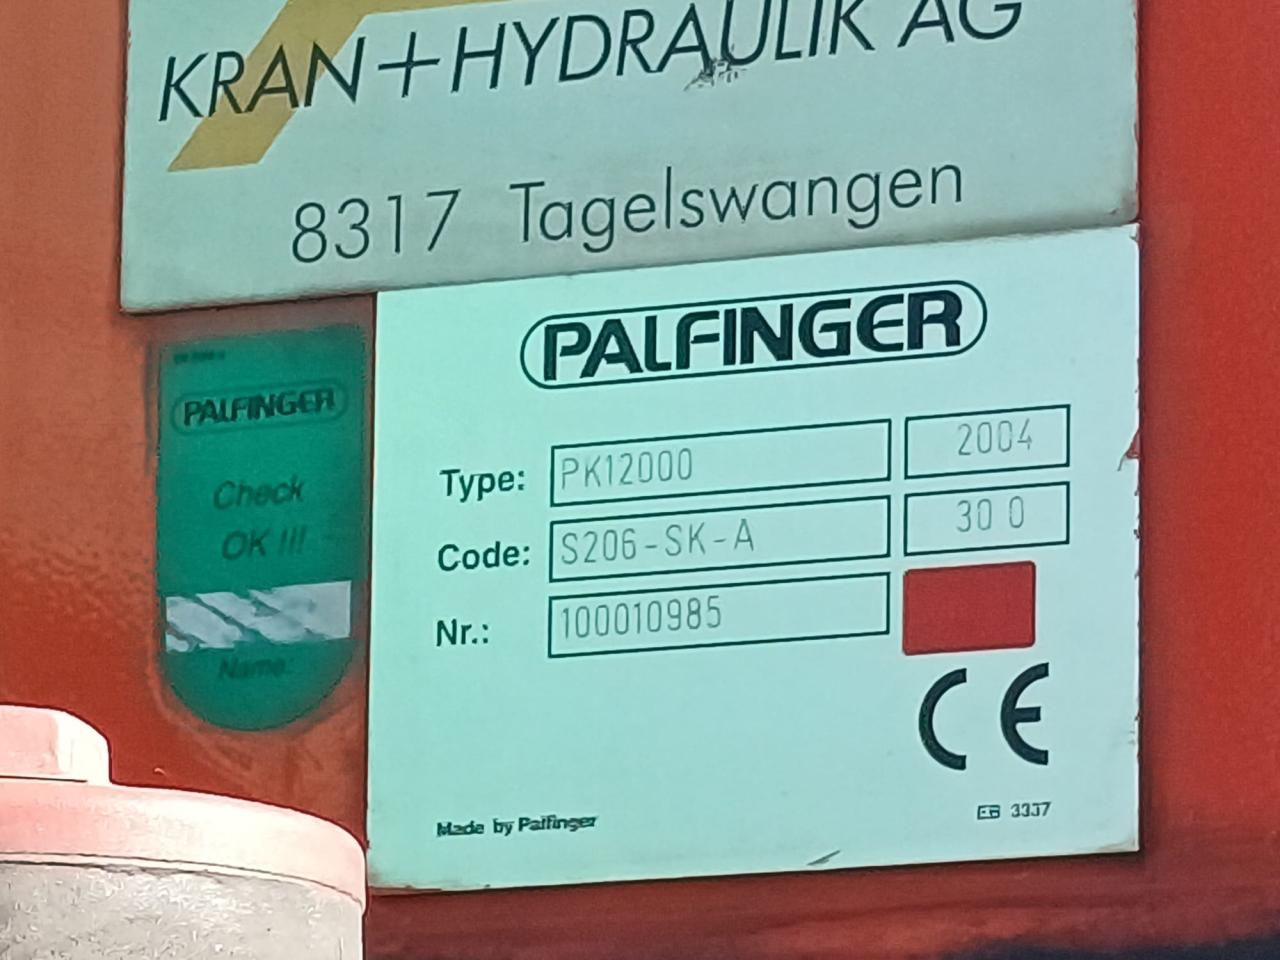 KRAN+HYDRAULIK AG
8317 Tagelswangen
PALFINGER
Type: PK12000 2004
Code: S206-SK-A 30 0
Nr.: 100010985
CE
Made by Palfinger
EB 3337
PALFINGER
Check
OK !!!
Name: